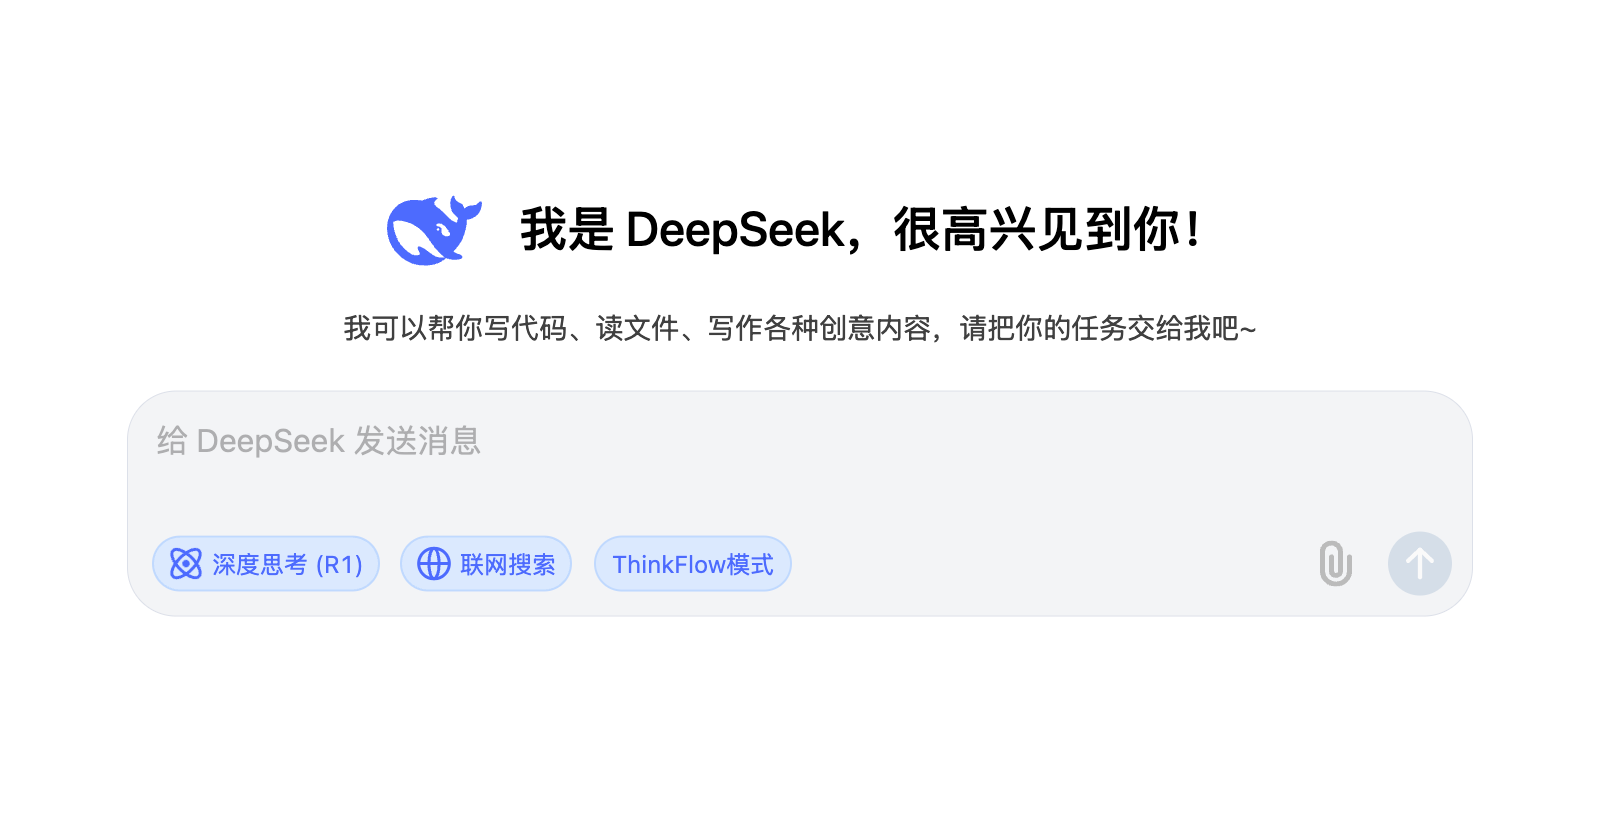 我是 DeepSeek，很高兴见到你！
我可以帮你写代码、读文件、写作各种创意内容，请把你的任务交给我吧~
给 DeepSeek 发送消息
深度思考 (R1) 联网搜索 ThinkFlow模式